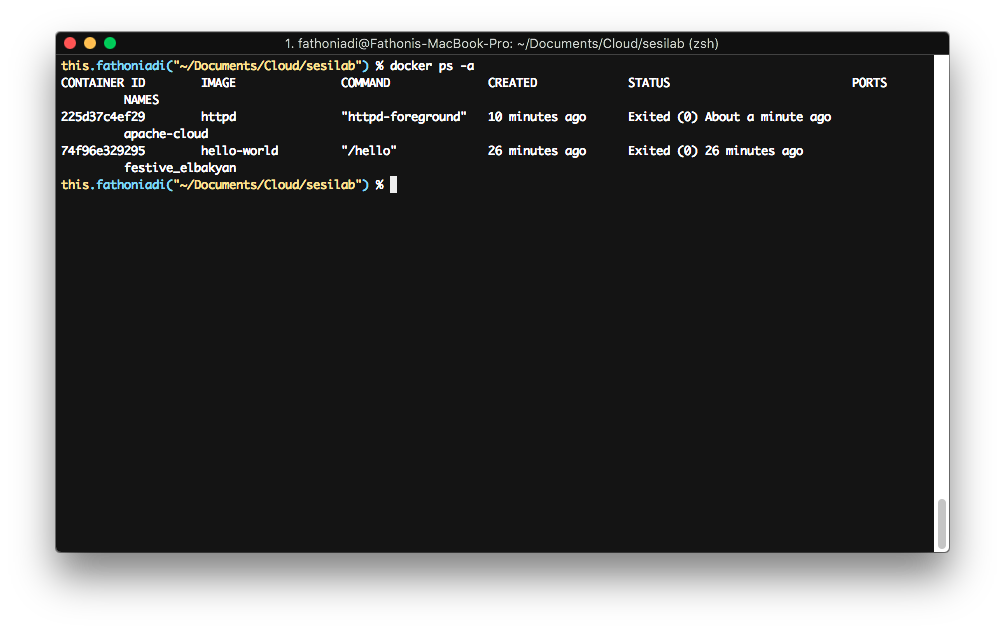 1. fathoniadi@Fathonis-MacBook-Pro: ~/Documents/Cloud/sesilab (zsh)
this.fathoniadi("~/Documents/Cloud/sesilab") % docker ps -a
CONTAINER ID        IMAGE               COMMAND              CREATED             STATUS                          PORTS
         NAMES
225d37c4ef29        httpd               "httpd-foreground"   10 minutes ago      Exited (0) About a minute ago
         apache-cloud
74f96e329295        hello-world         "/hello"             26 minutes ago      Exited (0) 26 minutes ago
         festive_elbakyan
this.fathoniadi("~/Documents/Cloud/sesilab") %